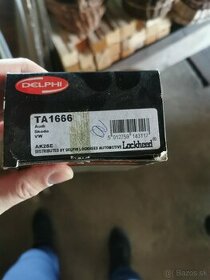 DELPHI
TA1666
Audi
Skoda
VW
AK26E
DISTRIBUTED BY DELPHI LOCKHEED AUTOMOTIVE
Lockheed
bazos.sk